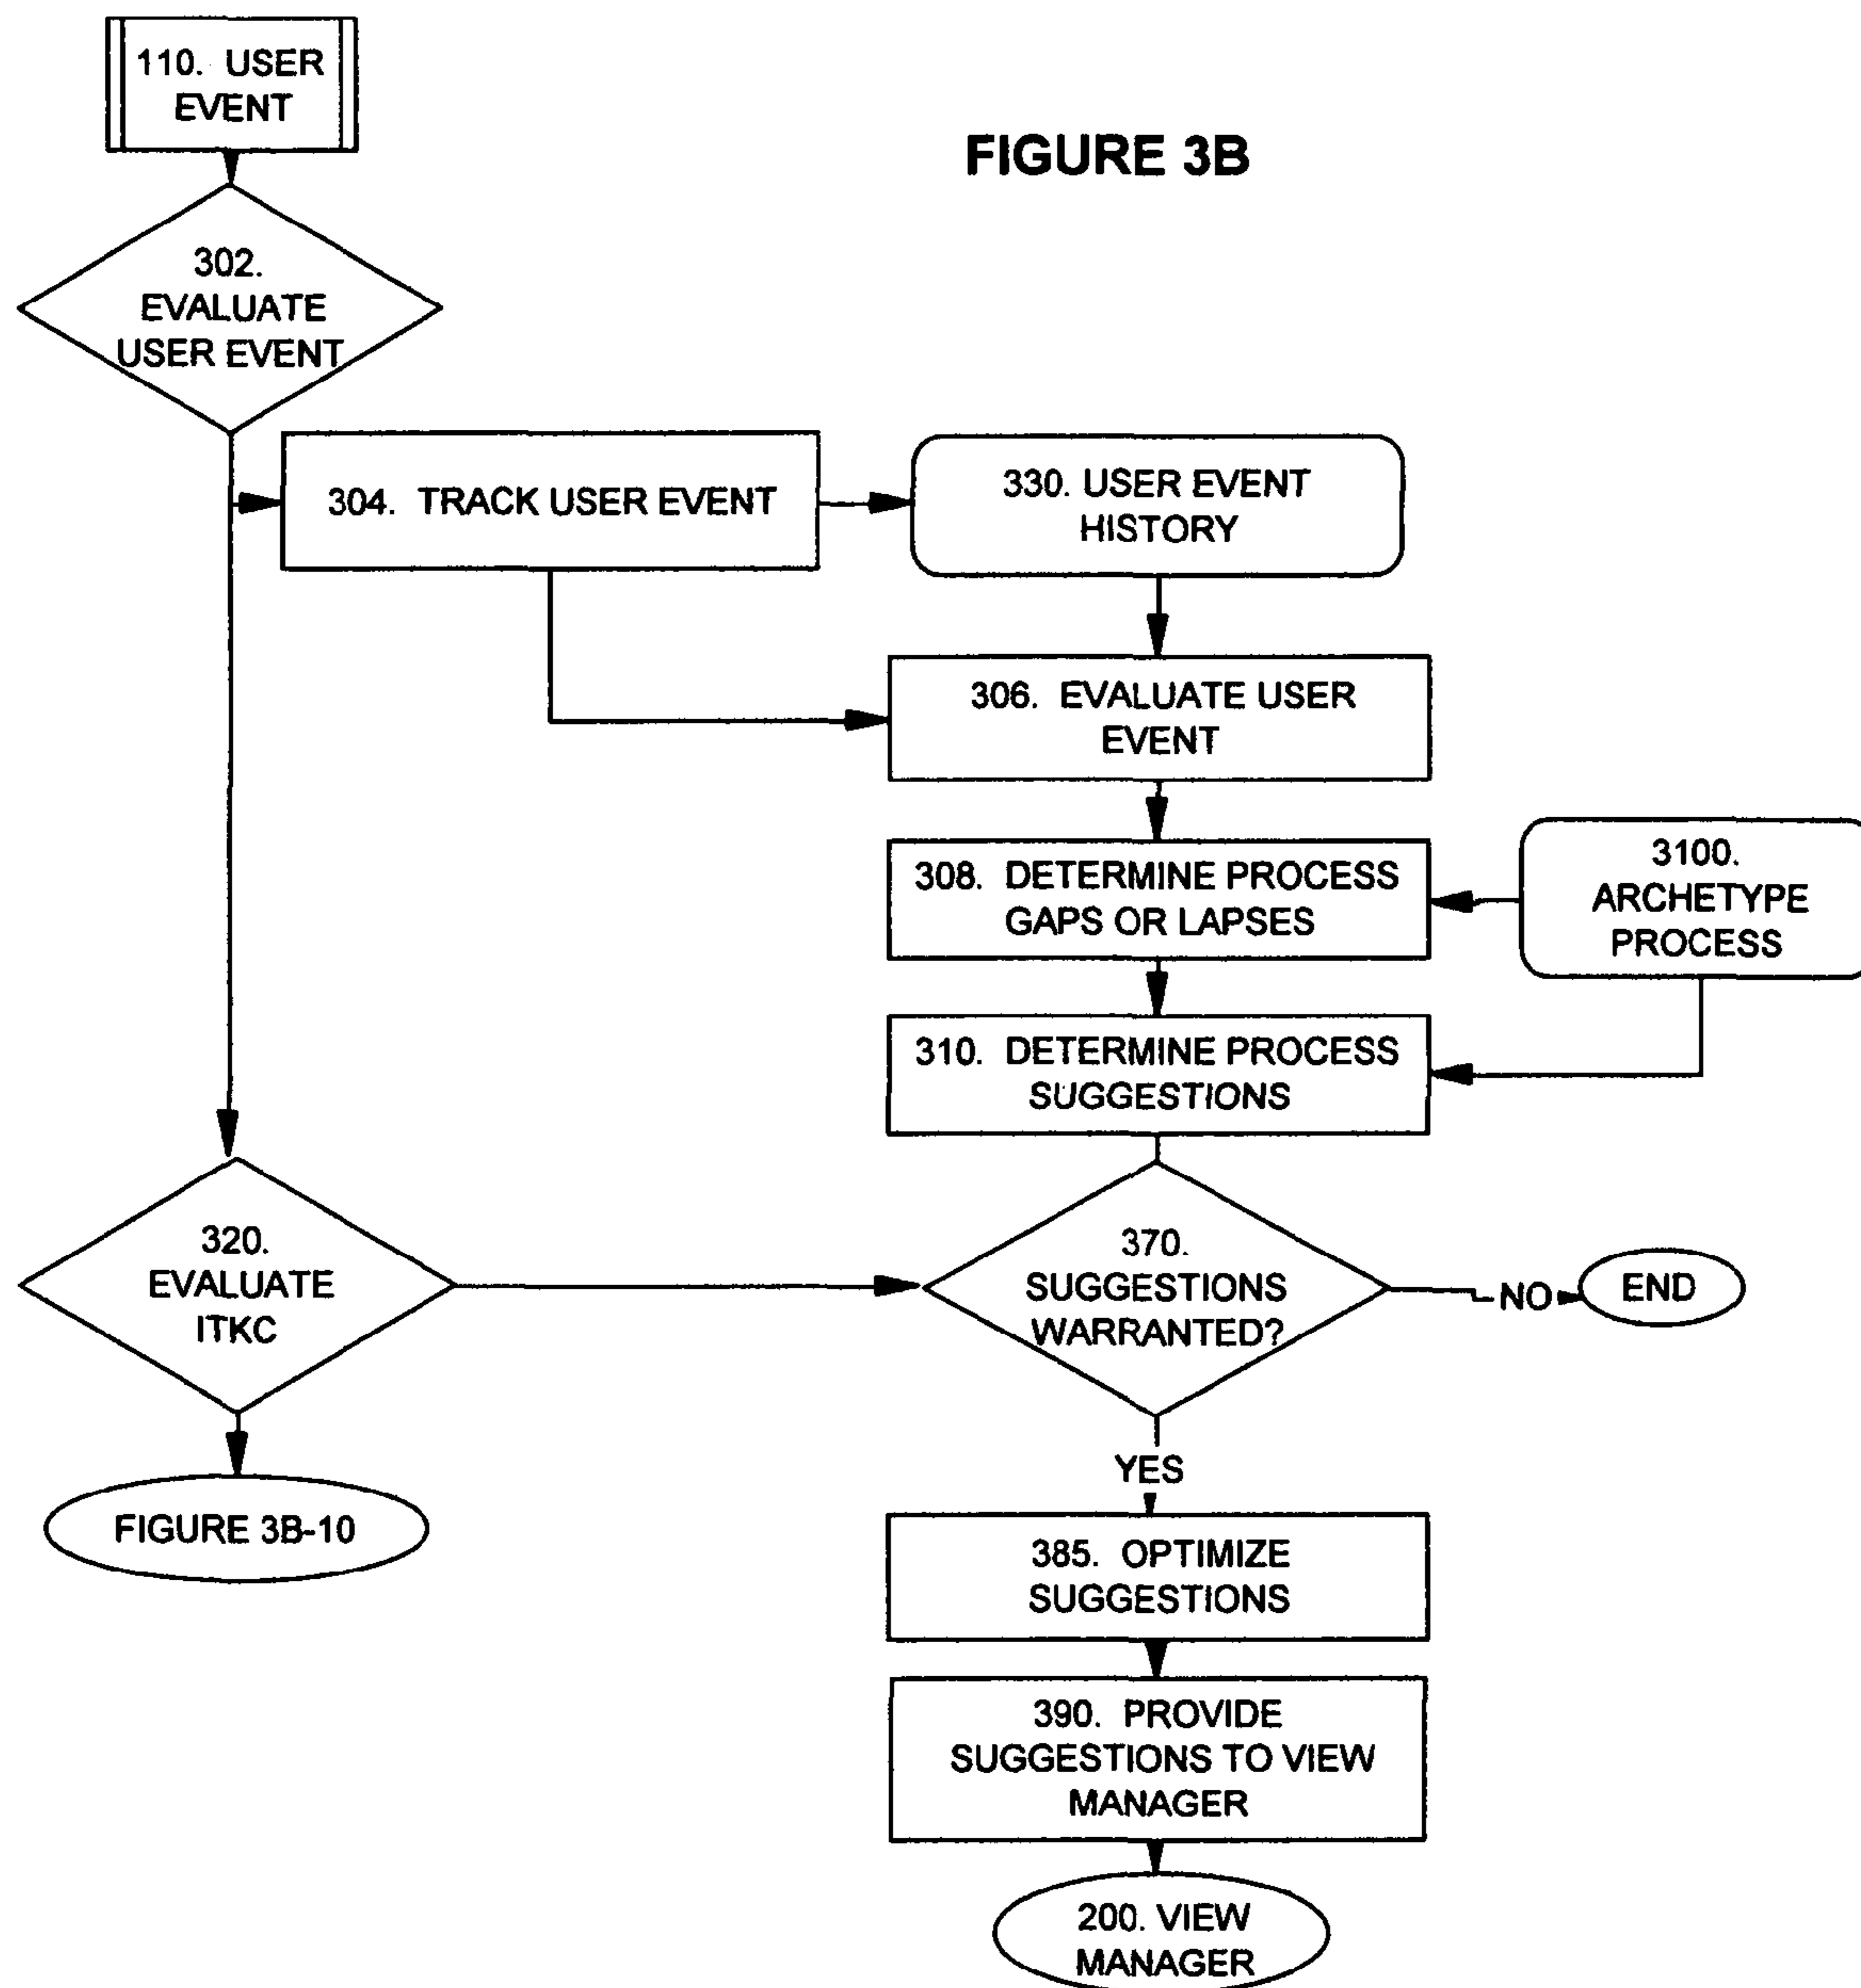 110. USER
EVENT
FIGURE 3B
302.
EVALUATE
USER EVENT
304. TRACK USER EVENT
330. USER EVENT
HISTORY
306. EVALUATE USER
EVENT
308. DETERMINE PROCESS
GAPS OR LAPSES
3100.
ARCHETYPE
PROCESS
310. DETERMINE PROCESS
SUGGESTIONS
320.
EVALUATE
ITKC
370.
SUGGESTIONS
WARRANTED?
NO
END
YES
FIGURE 3B-10
385. OPTIMIZE
SUGGESTIONS
390. PROVIDE
SUGGESTIONS TO VIEW
MANAGER
200. VIEW
MANAGER